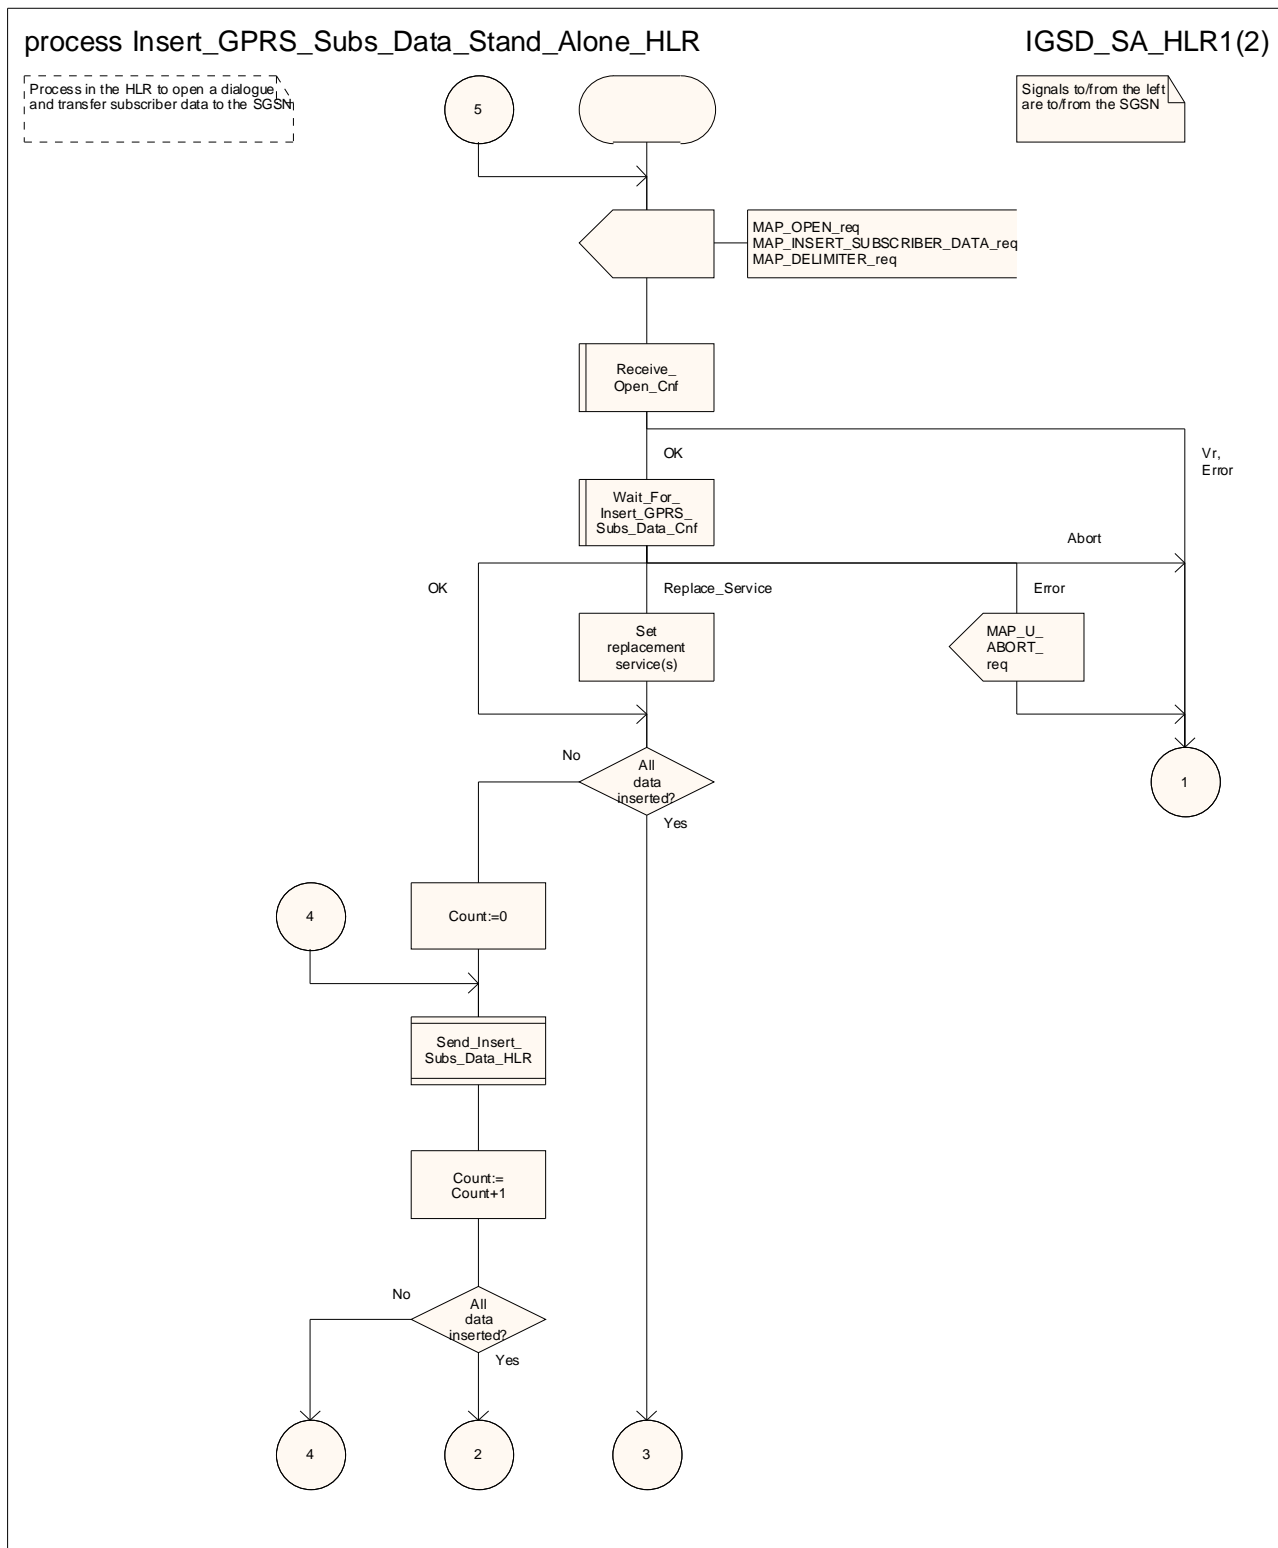 process Insert_GPRS_Subs_Data_Stand_Alone_HLR
IGSD_SA_HLR1(2)
Process in the HLR to open a dialogue
and transfer subscriber data to the SGSN
5
Signals to/from the left
are to/from the SGSN
MAP_OPEN_req
MAP_INSERT_SUBSCRIBER_DATA_req
MAP_DELIMITER_req
Receive_
Open_Cnf
OK
Vr,
Error
Wait_For_
Insert_GPRS_
Subs_Data_Cnf
Abort
OK
Replace_Service
Error
Set
replacement
service(s)
MAP_U_
ABORT_
req
No
All
data
inserted?
Yes
1
4
Count:=0
Send_Insert_
Subs_Data_HLR
Count:=
Count+1
No
All
data
inserted?
Yes
4
2
3